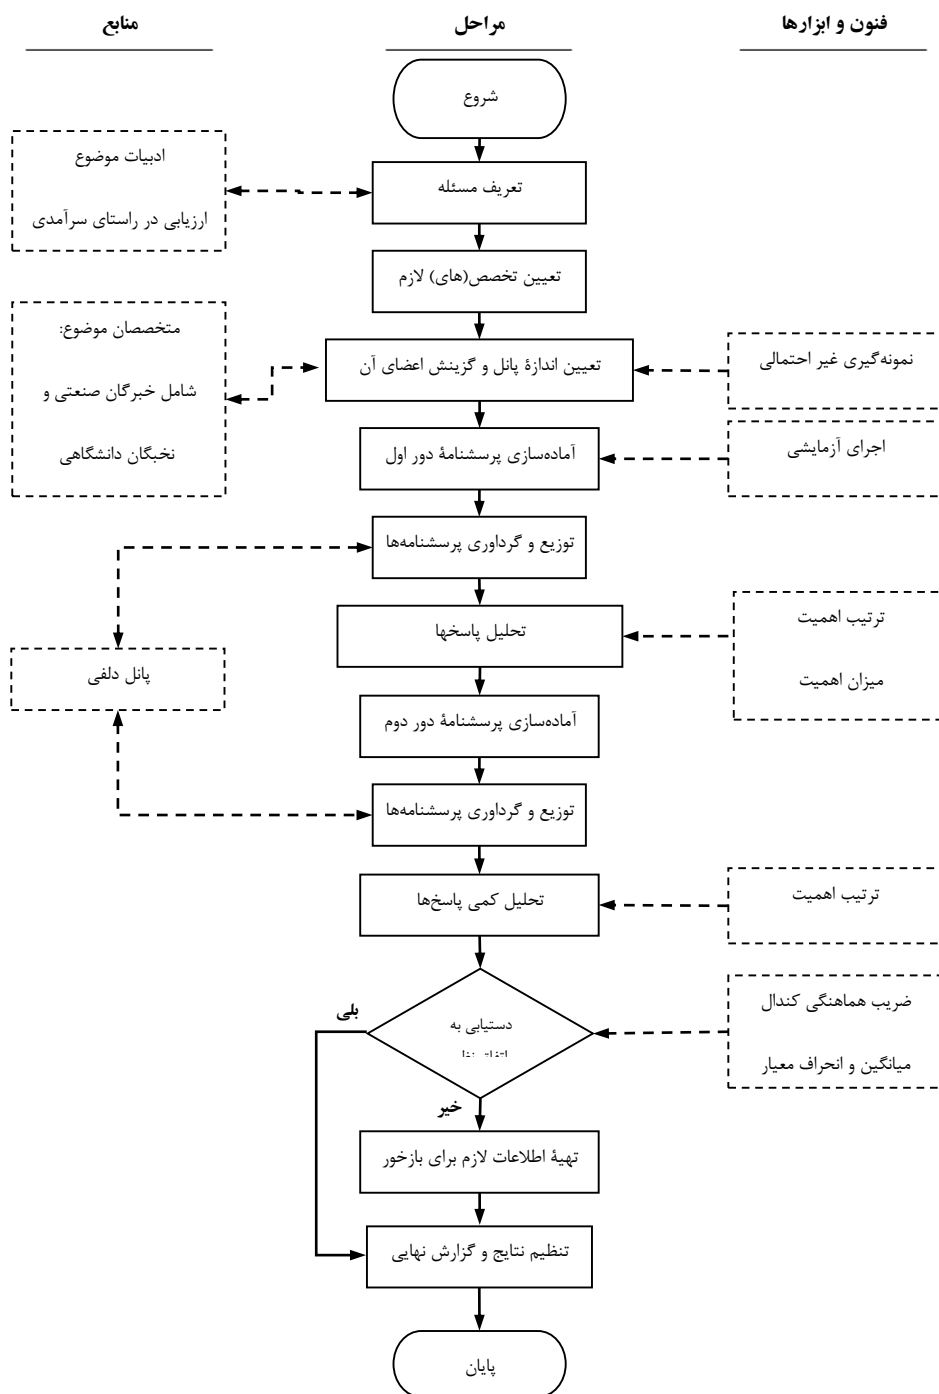 فنون و ابزارها
مراحل
منابع
شروع
ادبیات موضوع
ارزیابی در راستای سرآمدی
تعریف مسئله
تعیین تخصص(های) لازم
متخصصان موضوع:
شامل خبرگان صنعتی و
نخبگان دانشگاهی
تعیین اندازهٔ پانل و گزینش اعضای آن
نمونه‌گیری غیر احتمالی
آماده‌سازی پرسشنامهٔ دور اول
اجرای آزمایشی
توزیع و گرداوری پرسشنامه‌ها
تحلیل پاسخها
ترتیب اهمیت
میزان اهمیت
پانل دلفی
آماده‌سازی پرسشنامهٔ دور دوم
توزیع و گرداوری پرسشنامه‌ها
تحلیل کمی پاسخ‌ها
ترتیب اهمیت
دستیابی به
ضریب هماهنگی کندال
میانگین و انحراف معیار
بلی
خیر
تهیهٔ اطلاعات لازم برای بازخور
تنظیم نتایج و گزارش نهایی
پایان